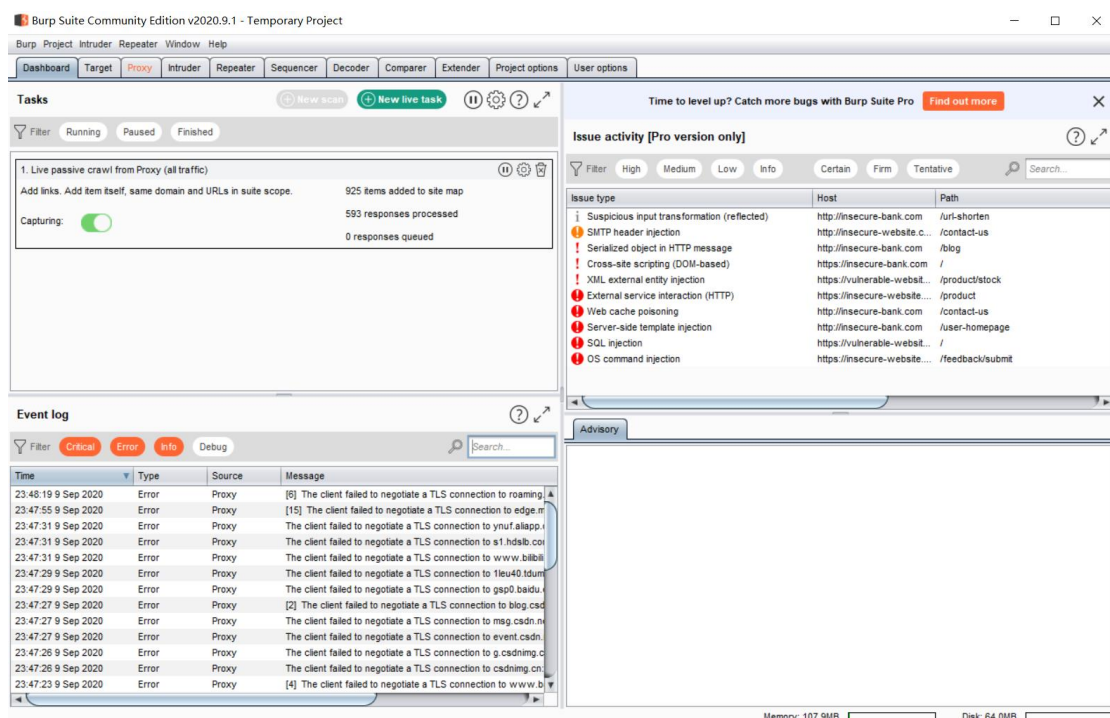 Burp Suite Community Edition v2020.9.1 - Temporary Project
Burp Project Intruder Repeater Window Help
Dashboard Target Proxy Intruder Repeater Sequencer Decoder Comparer Extender Project options User options
Tasks
New scan
New live task
Filter Running Paused Finished
1. Live passive crawl from Proxy (all traffic)
Add links. Add item itself, same domain and URLs in suite scope.
925 items added to site map
Capturing:
593 responses processed
0 responses queued
Event log
Filter Critical Error Info Debug
Search...
Time Type Source Message
23:48:19 9 Sep 2020 Error Proxy [6] The client failed to negotiate a TLS connection to roaming.
23:47:55 9 Sep 2020 Error Proxy [15] The client failed to negotiate a TLS connection to edge.m
23:47:31 9 Sep 2020 Error Proxy The client failed to negotiate a TLS connection to ynuf.aliapp.
23:47:31 9 Sep 2020 Error Proxy The client failed to negotiate a TLS connection to s1.hdslb.co
23:47:31 9 Sep 2020 Error Proxy The client failed to negotiate a TLS connection to www.bilibili
23:47:29 9 Sep 2020 Error Proxy The client failed to negotiate a TLS connection to 1leu40.tdum
23:47:29 9 Sep 2020 Error Proxy The client failed to negotiate a TLS connection to gsp0.baidu.
23:47:27 9 Sep 2020 Error Proxy [2] The client failed to negotiate a TLS connection to blog.csd
23:47:27 9 Sep 2020 Error Proxy The client failed to negotiate a TLS connection to msg.csdn.n
23:47:27 9 Sep 2020 Error Proxy The client failed to negotiate a TLS connection to event.csdn.
23:47:26 9 Sep 2020 Error Proxy The client failed to negotiate a TLS connection to g.csdnimg.c
23:47:26 9 Sep 2020 Error Proxy The client failed to negotiate a TLS connection to csdnimg.cn:
23:47:23 9 Sep 2020 Error Proxy [4] The client failed to negotiate a TLS connection to www.b
Time to level up? Catch more bugs with Burp Suite Pro Find out more
Issue activity [Pro version only]
Filter High Medium Low Info Certain Firm Tentative Search...
Issue type Host Path
Suspicious input transformation (reflected) http://insecure-bank.com /url-shorten
SMTP header injection http://insecure-website.c... /contact-us
Serialized object in HTTP message http://insecure-bank.com /blog
Cross-site scripting (DOM-based) https://insecure-bank.com /
XML external entity injection https://vulnerable-websit... /product/stock
External service interaction (HTTP) https://insecure-website.... /product
Web cache poisoning http://insecure-bank.com /contact-us
Server-side template injection http://insecure-bank.com /user-homepage
SQL injection https://vulnerable-websit... /
OS command injection https://insecure-website.... /feedback/submit
Advisory
Memory: 107.9MB
Disk: 64.0MB